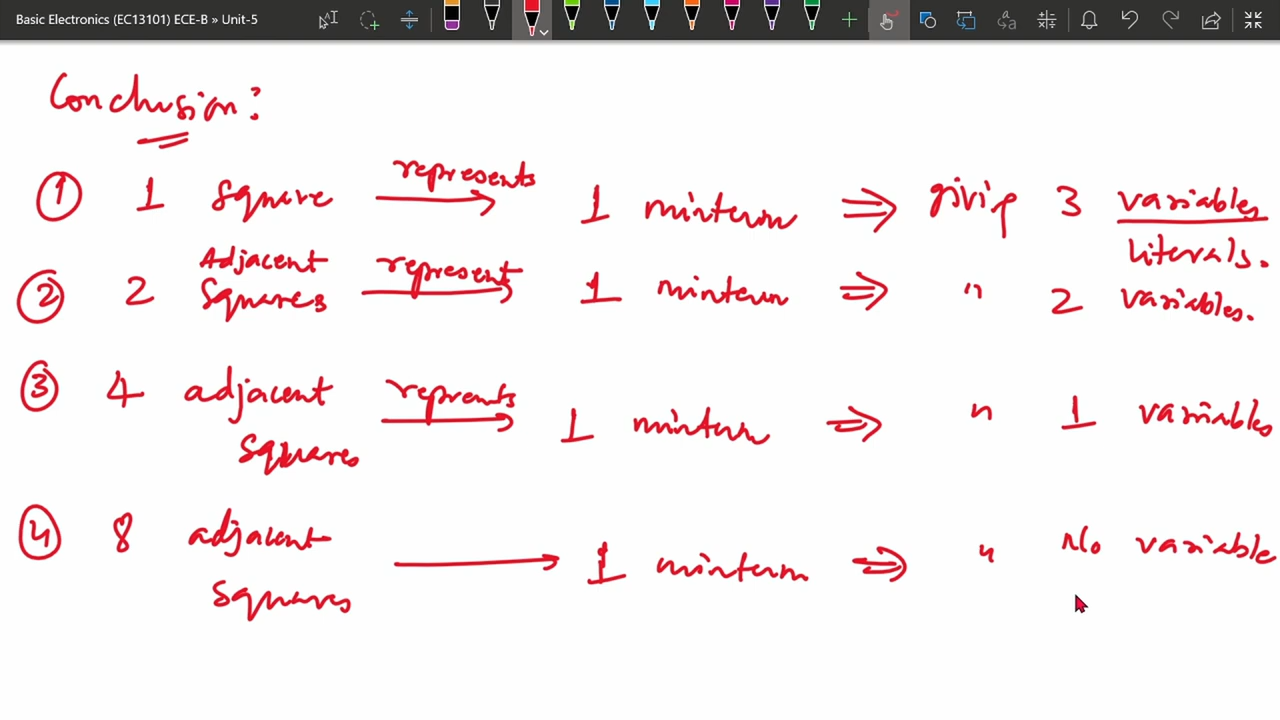 Basic Electronics (EC13101) ECE-B » Unit-5
Conclusion:
① 1 Square represents 1 minterm ⇒ giving 3 variables
literals.
② 2 Adjacent Squares represent 1 minterm ⇒ " 2 variables.
③ 4 adjacent represents 1 minterm ⇒ " 1 variables
squares
④ 8 adjacent → 1 minterm ⇒ " No variable
squares